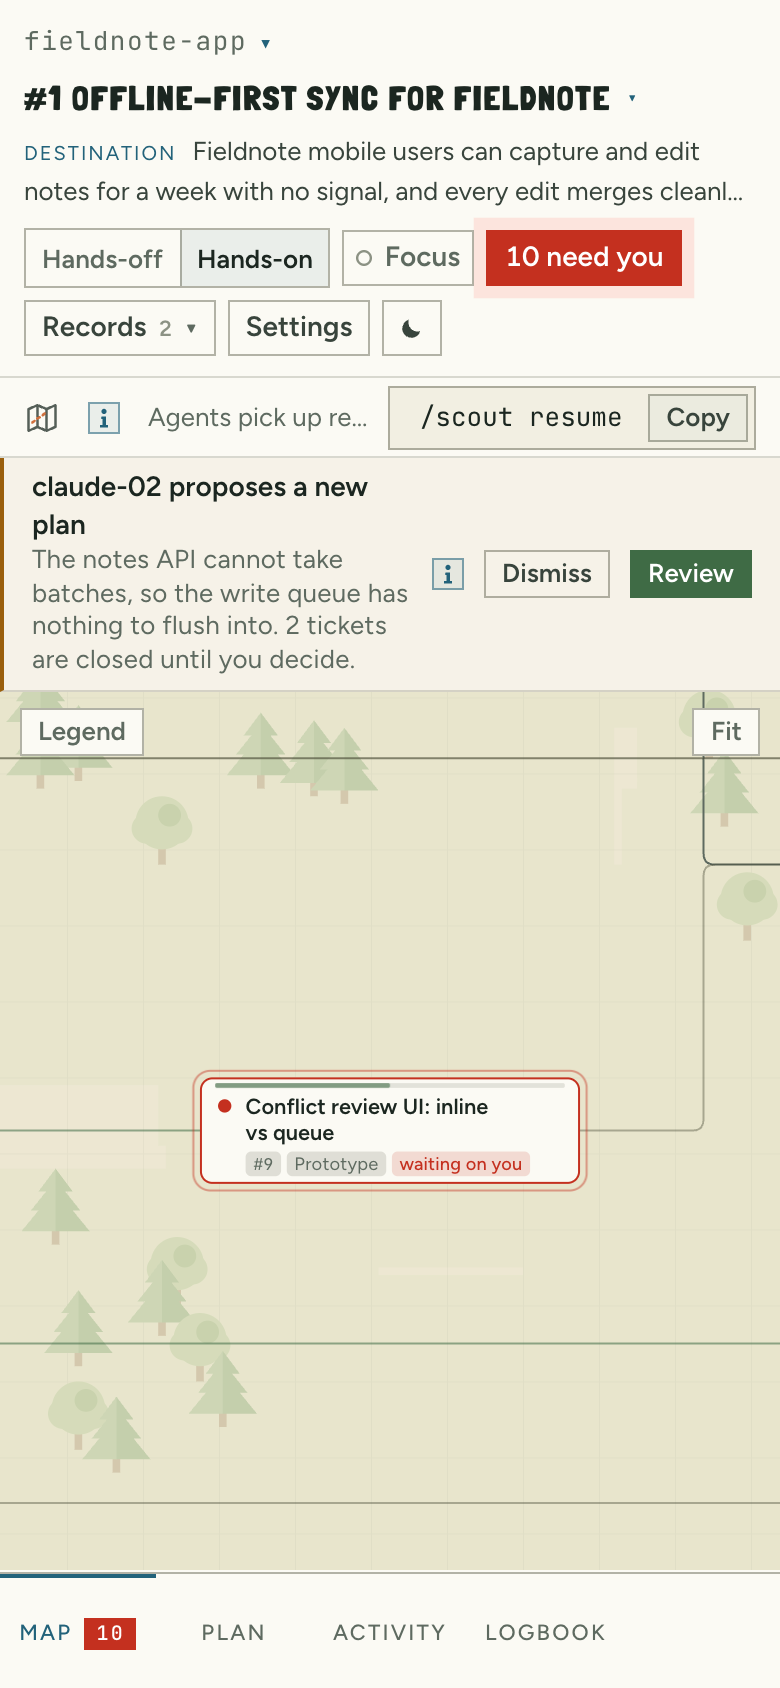 fieldnote-app ▾
#1 OFFLINE-FIRST SYNC FOR FIELDNOTE ▾
DESTINATION Fieldnote mobile users can capture and edit
notes for a week with no signal, and every edit merges cleanl...
Hands-off Hands-on Focus 10 need you
Records 2 ▾ Settings
i Agents pick up re... /scout resume Copy
claude-02 proposes a new
plan
The notes API cannot take
batches, so the write queue has
nothing to flush into. 2 tickets
are closed until you decide.
i Dismiss Review
Legend Fit
Conflict review UI: inline
vs queue
#9 Prototype waiting on you
MAP 10 PLAN ACTIVITY LOGBOOK